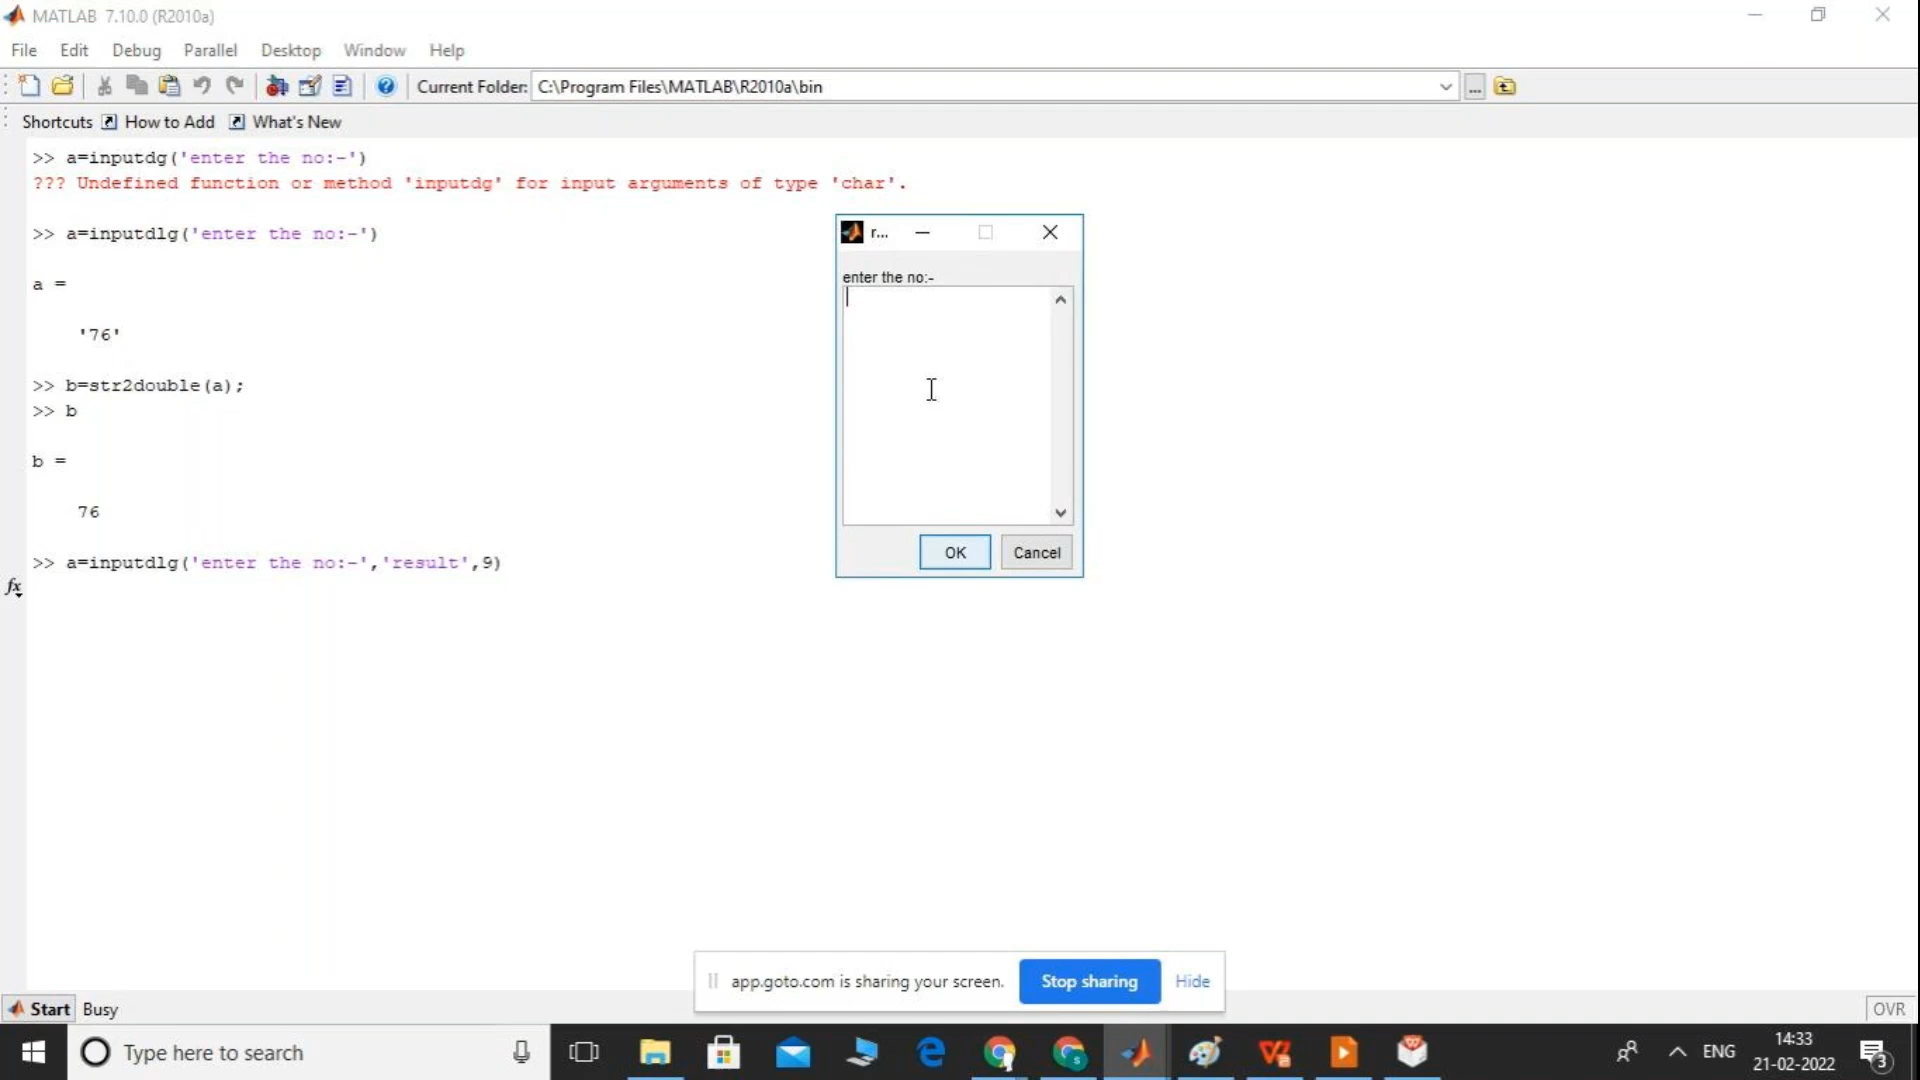 MATLAB 7.10.0 (R2010a)
File Edit Debug Parallel Desktop Window Help
Current Folder: C:\Program Files\MATLAB\R2010a\bin ...
Shortcuts How to Add What's New
>> a=inputdg('enter the no:-')
??? Undefined function or method 'inputdg' for input arguments of type 'char'.
>> a=inputdlg('enter the no:-')
a =
'76'
>> b=str2double(a);
>> b
b =
76
>> a=inputdlg('enter the no:-','result',9)
fx
r...
enter the no:-
OK Cancel
app.goto.com is sharing your screen. Stop sharing Hide
Start Busy OVR
Type here to search
ENG
14:33
21-02-2022
3